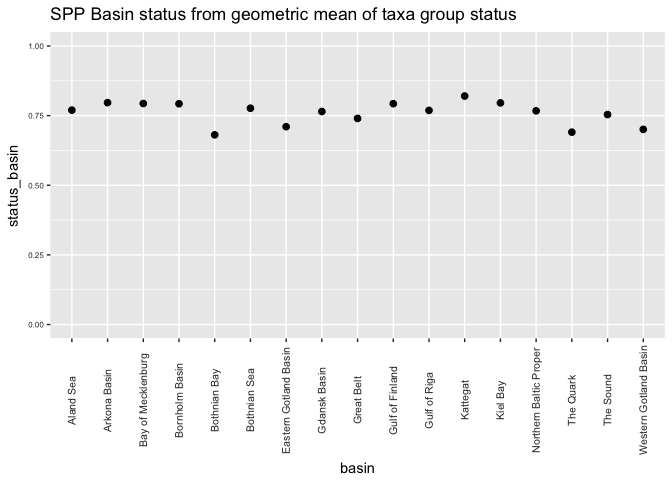 SPP Basin status from geometric mean of taxa group status
status_basin
1.00
0.75
0.50
0.25
0.00
Aland Sea
Arkona Basin
Bay of Mecklenburg
Bornholm Basin
Bothnian Bay
Bothnian Sea
Eastern Gotland Basin
Gdansk Basin
Great Belt
Gulf of Finland
Gulf of Riga
Kattegat
Kiel Bay
Northern Baltic Proper
The Quark
The Sound
Western Gotland Basin
basin